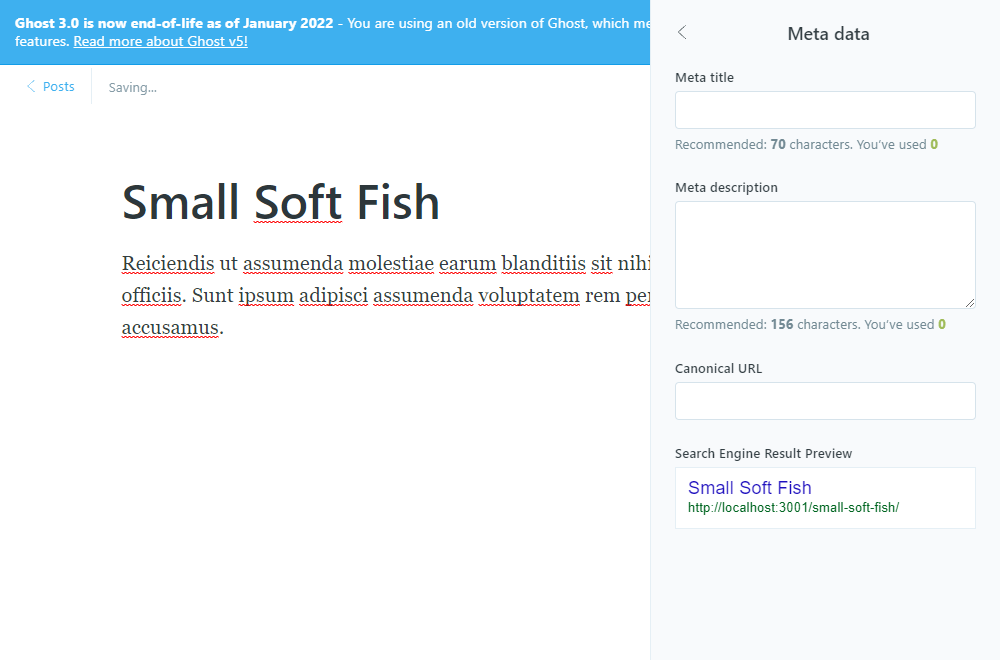 Ghost 3.0 is now end-of-life as of January 2022 - You are using an old version of Ghost, which me
features. Read more about Ghost v5!
Posts
Saving...
Small Soft Fish
Reiciendis ut assumenda molestiae earum blanditiis sit nihi
officiis. Sunt ipsum adipisci assumenda voluptatem rem per
accusamus.
Meta data
Meta title
Recommended: 70 characters. You’ve used 0
Meta description
Recommended: 156 characters. You’ve used 0
Canonical URL
Search Engine Result Preview
Small Soft Fish
http://localhost:3001/small-soft-fish/